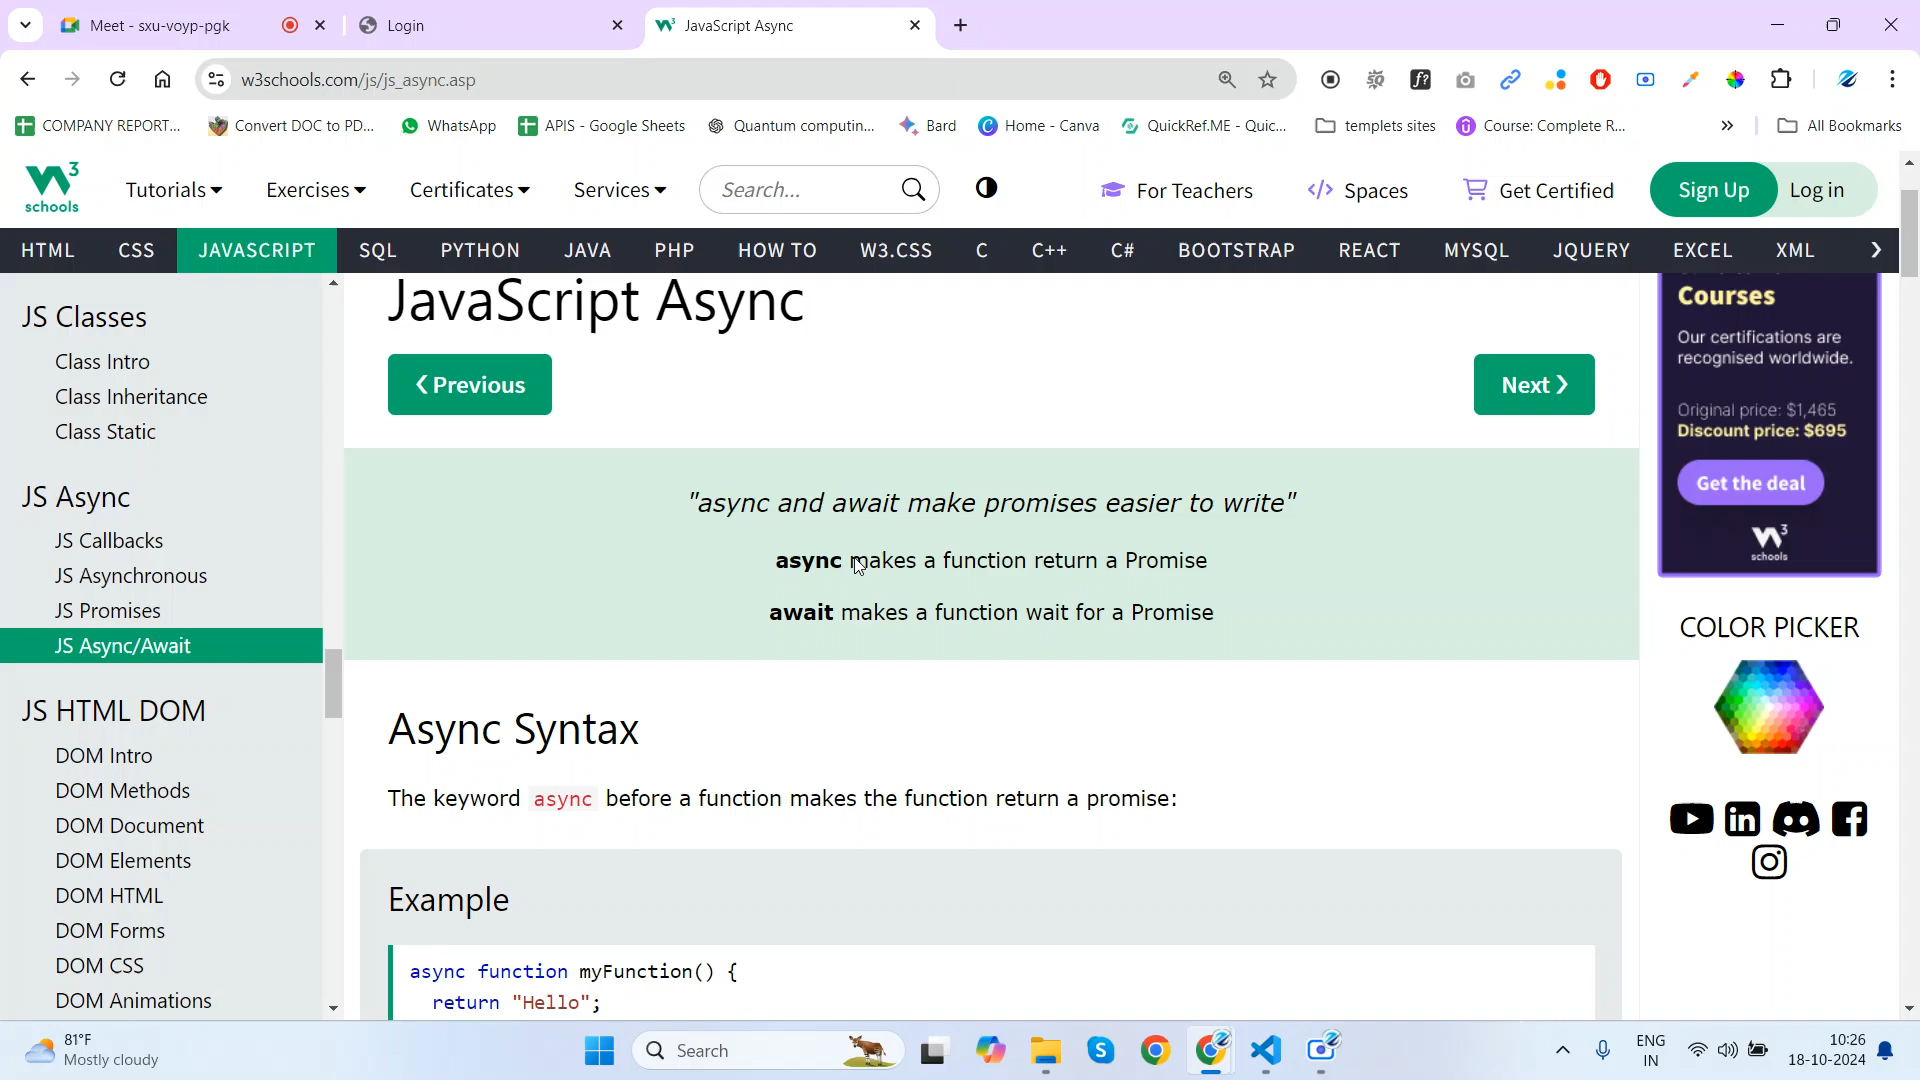 Meet - sxu-voyp-pgk
Login
JavaScript Async
w3schools.com/js/js_async.asp
COMPANY REPORT...
Convert DOC to PD...
WhatsApp
APIS - Google Sheets
Quantum computin...
Bard
Home - Canva
QuickRef.ME - Quic...
templets sites
Course: Complete R...
All Bookmarks
W3 schools
Tutorials
Exercises
Certificates
Services
Search...
For Teachers
Spaces
Get Certified
Sign Up
Log in
HTML
CSS
JAVASCRIPT
SQL
PYTHON
JAVA
PHP
HOW TO
W3.CSS
C
C++
C#
BOOTSTRAP
REACT
MYSQL
JQUERY
EXCEL
XML
JS Classes
Class Intro
Class Inheritance
Class Static
JS Async
JS Callbacks
JS Asynchronous
JS Promises
JS Async/Await
JS HTML DOM
DOM Intro
DOM Methods
DOM Document
DOM Elements
DOM HTML
DOM Forms
DOM CSS
DOM Animations
JavaScript Async
❮ Previous
Next ❯
"async and await make promises easier to write"
async makes a function return a Promise
await makes a function wait for a Promise
Async Syntax
The keyword async before a function makes the function return a promise:
Example
async function myFunction() {
return "Hello";
Courses
Our certifications are
recognised worldwide.
Original price: $1,465
Discount price: $695
Get the deal
W3 schools
COLOR PICKER
81°F
Mostly cloudy
Search
ENG
IN
10:26
18-10-2024